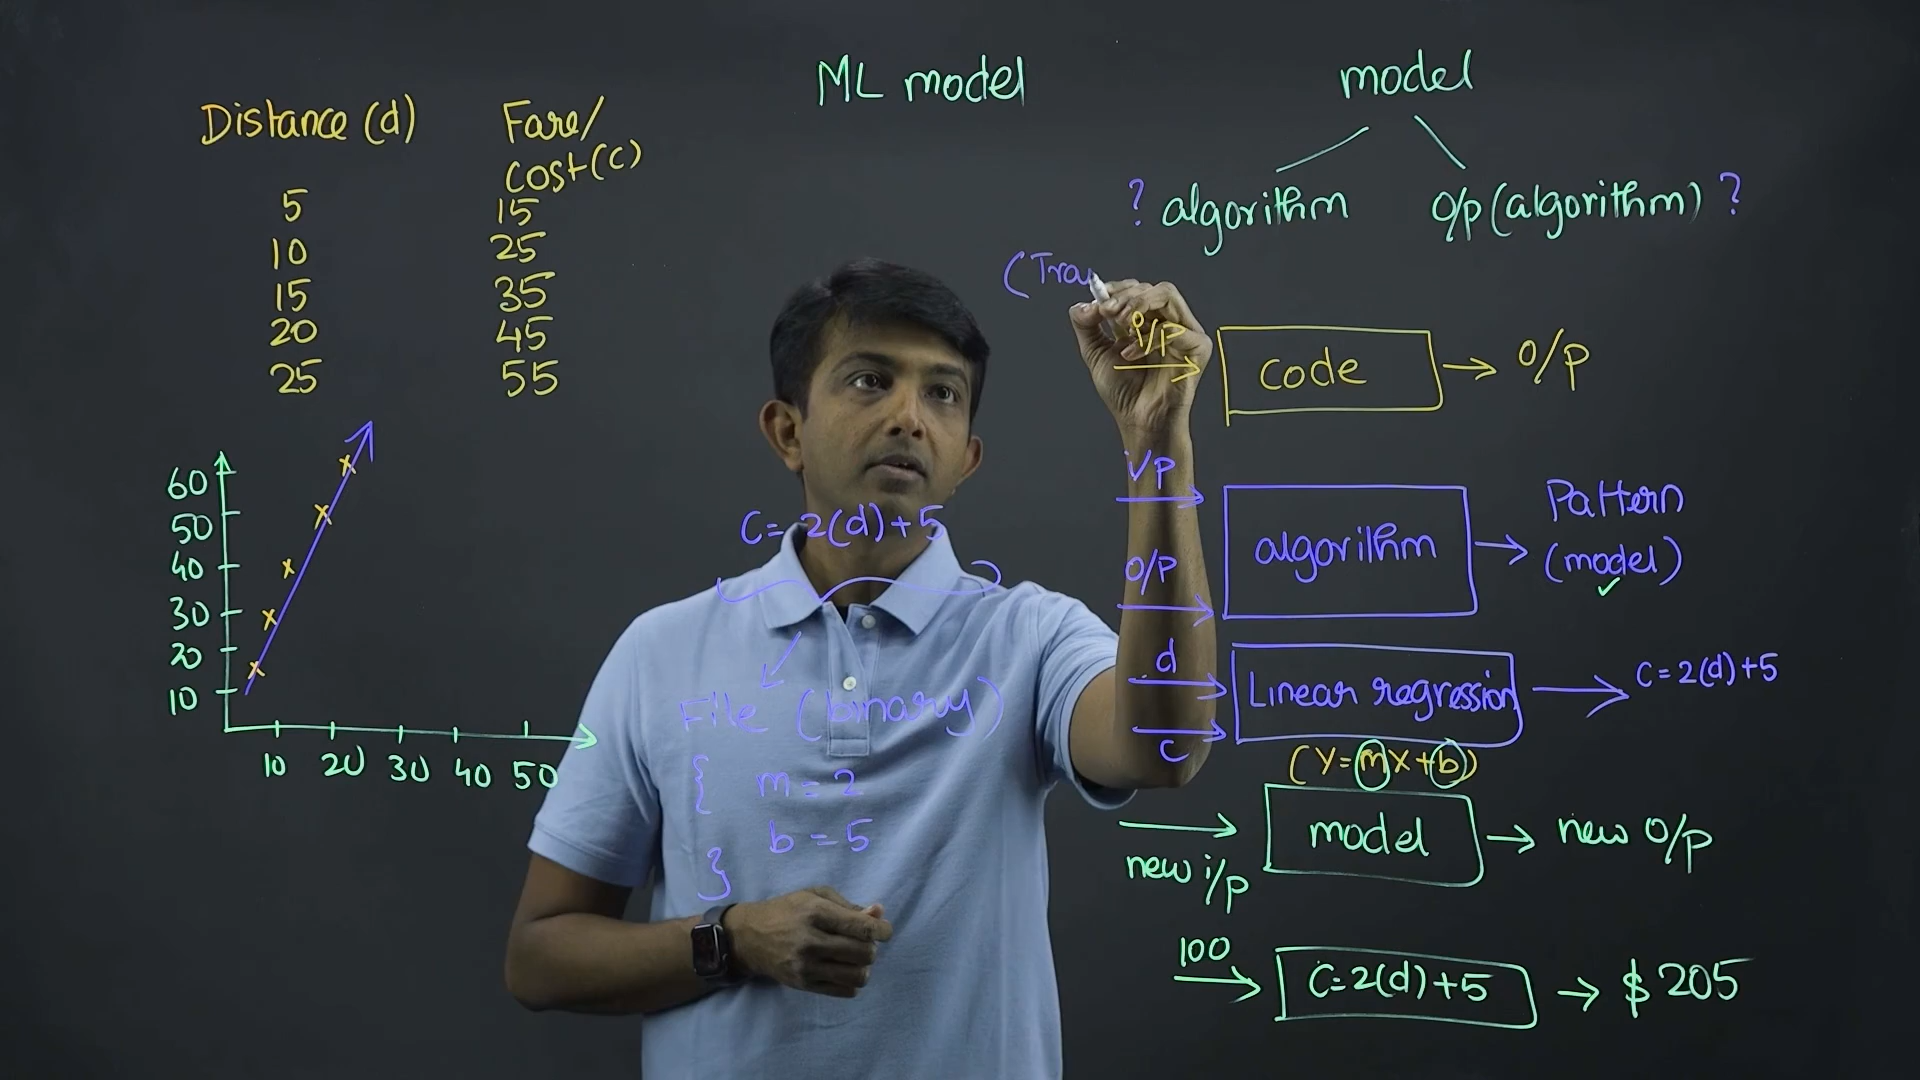 ML model
model
? algorithm o/p (algorithm) ?
Distance (d) Fare/
Cost (C)
5 15
10 25
15 35
20 45
25 55
60
50
40
30
20
10
10 20 30 40 50
C = 2(d) + 5
File (binary)
{ m = 2
b = 5
}
(Tra
i/p code → o/p
i/p
o/p
algorithm → Pattern
(model) ✓
d
c
Linear regression → C = 2(d) + 5
(Y = mX + b)
new i/p
model → new o/p
100 C = 2(d) + 5 → $ 205